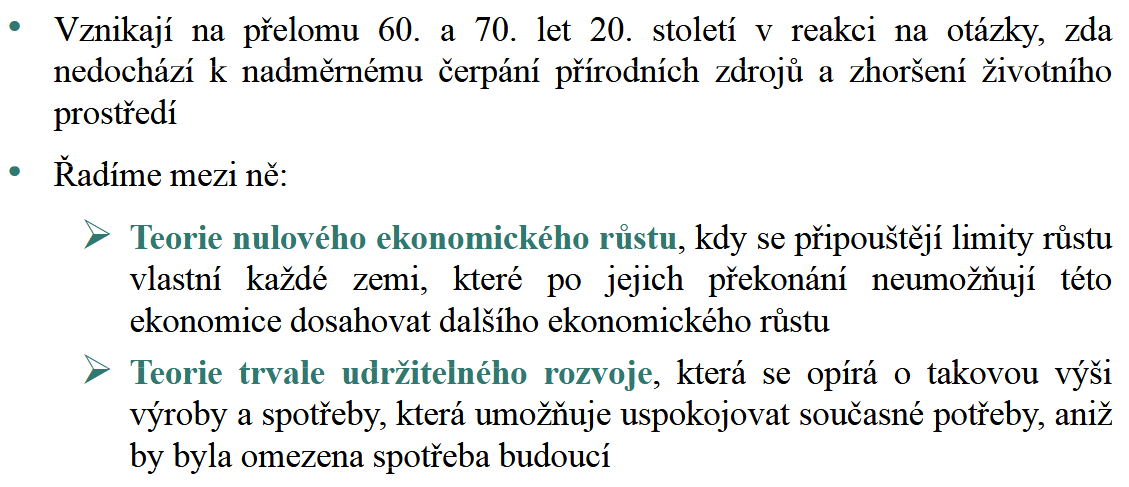 • Vznikají na přelomu 60. a 70. let 20. století v reakci na otázky, zda
nedochází k nadměrnému čerpání přírodních zdrojů a zhoršení životního
prostředí
• Řadíme mezi ně:
➢ Teorie nulového ekonomického růstu, kdy se připouštějí limity růstu
vlastní každé zemi, které po jejich překonání neumožňují této
ekonomice dosahovat dalšího ekonomického růstu
➢ Teorie trvale udržitelného rozvoje, která se opírá o takovou výši
výroby a spotřeby, která umožňuje uspokojovat současné potřeby, aniž
by byla omezena spotřeba budoucí